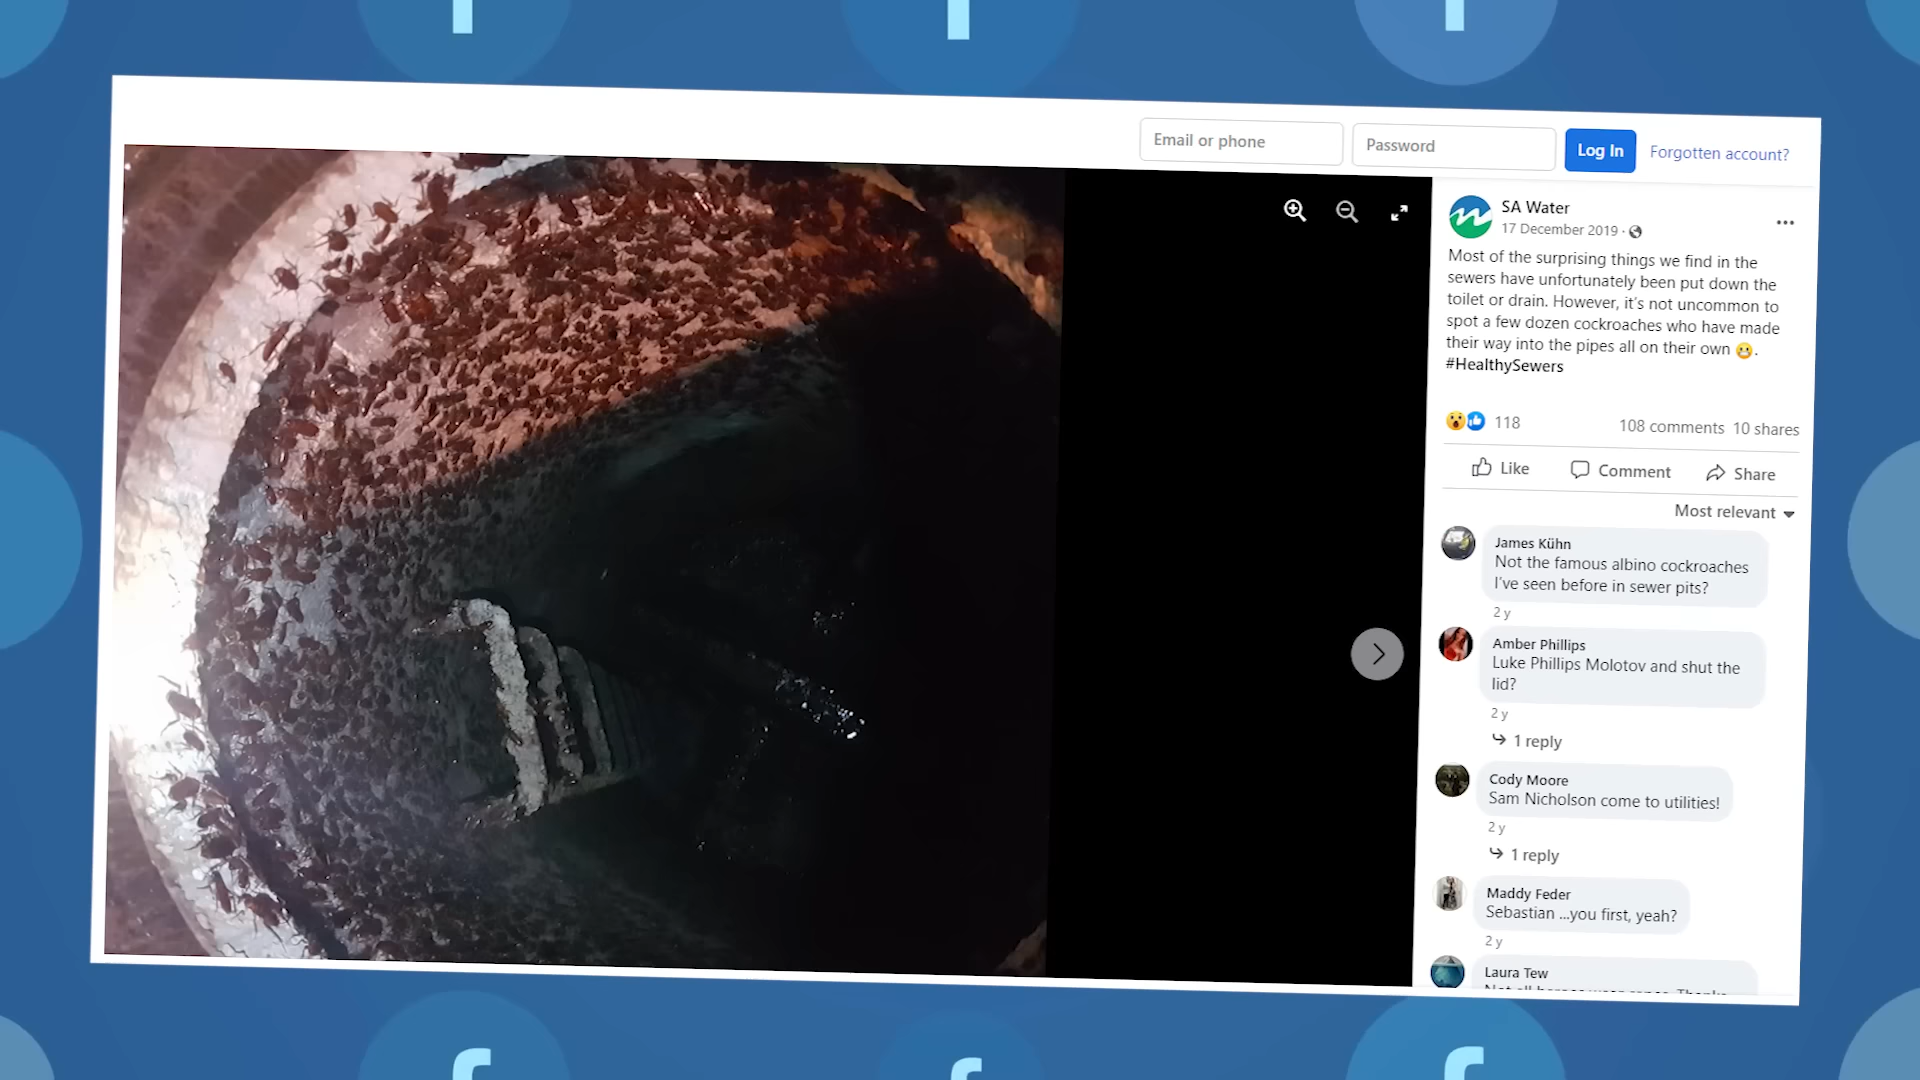 Email or phone
Password
Log In
Forgotten account?
SA Water
17 December 2019 ·
Most of the surprising things we find in the
sewers have unfortunately been put down the
toilet or drain. However, it's not uncommon to
spot a few dozen cockroaches who have made
their way into the pipes all on their own 😬.
#HealthySewers
118
108 comments 10 shares
Like
Comment
Share
Most relevant
James Kühn
Not the famous albino cockroaches
I've seen before in sewer pits?
2 y
Amber Phillips
Luke Phillips Molotov and shut the
lid?
2 y
1 reply
Cody Moore
Sam Nicholson come to utilities!
2 y
1 reply
Maddy Feder
Sebastian ...you first, yeah?
2 y
Laura Tew